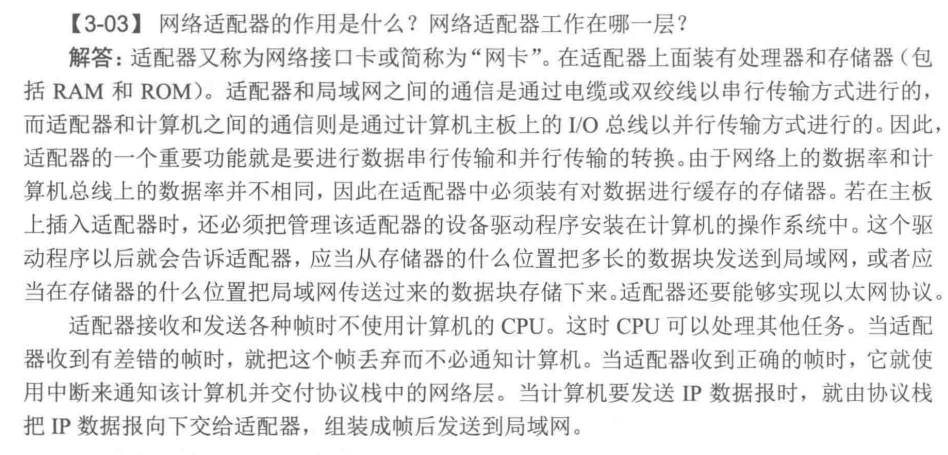 【3-03】 网络适配器的作用是什么？网络适配器工作在哪一层？
解答：适配器又称为网络接口卡或简称为“网卡”。在适配器上面装有处理器和存储器（包
括 RAM 和 ROM）。适配器和局域网之间的通信是通过电缆或双绞线以串行传输方式进行的，
而适配器和计算机之间的通信则是通过计算机主板上的 I/O 总线以并行传输方式进行的。因此，
适配器的一个重要功能就是要进行数据串行传输和并行传输的转换。由于网络上的数据率和计
算机总线上的数据率并不相同，因此在适配器中必须装有对数据进行缓存的存储器。若在主板
上插入适配器时，还必须把管理该适配器的设备驱动程序安装在计算机的操作系统中。这个驱
动程序以后就会告诉适配器，应当从存储器的什么位置把多长的数据块发送到局域网，或者应
当在存储器的什么位置把局域网传送过来的数据块存储下来。适配器还要能够实现以太网协议。
适配器接收和发送各种帧时不使用计算机的 CPU。这时 CPU 可以处理其他任务。当适配
器收到有差错的帧时，就把这个帧丢弃而不必通知计算机。当适配器收到正确的帧时，它就使
用中断来通知该计算机并交付协议栈中的网络层。当计算机要发送 IP 数据报时，就由协议栈
把 IP 数据报向下交给适配器，组装成帧后发送到局域网。